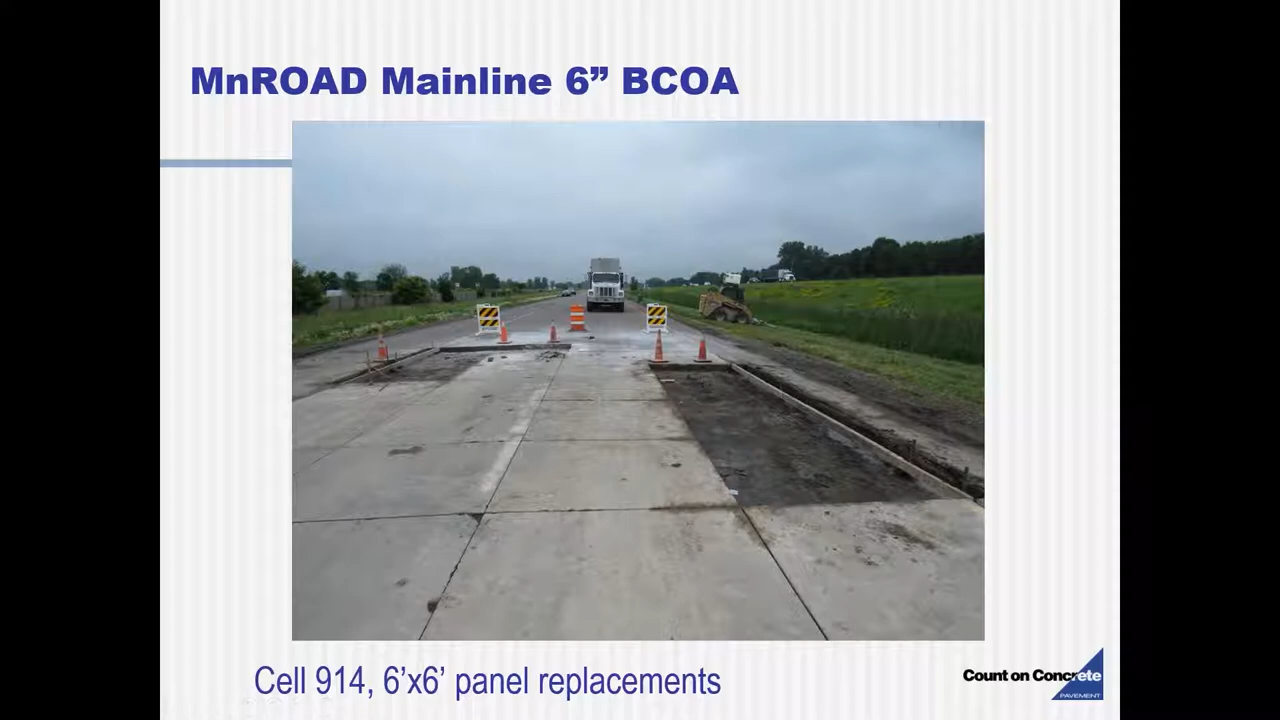 MnROAD Mainline 6” BCOA
Cell 914, 6’x6’ panel replacements
Count on Concrete
PAVEMENT